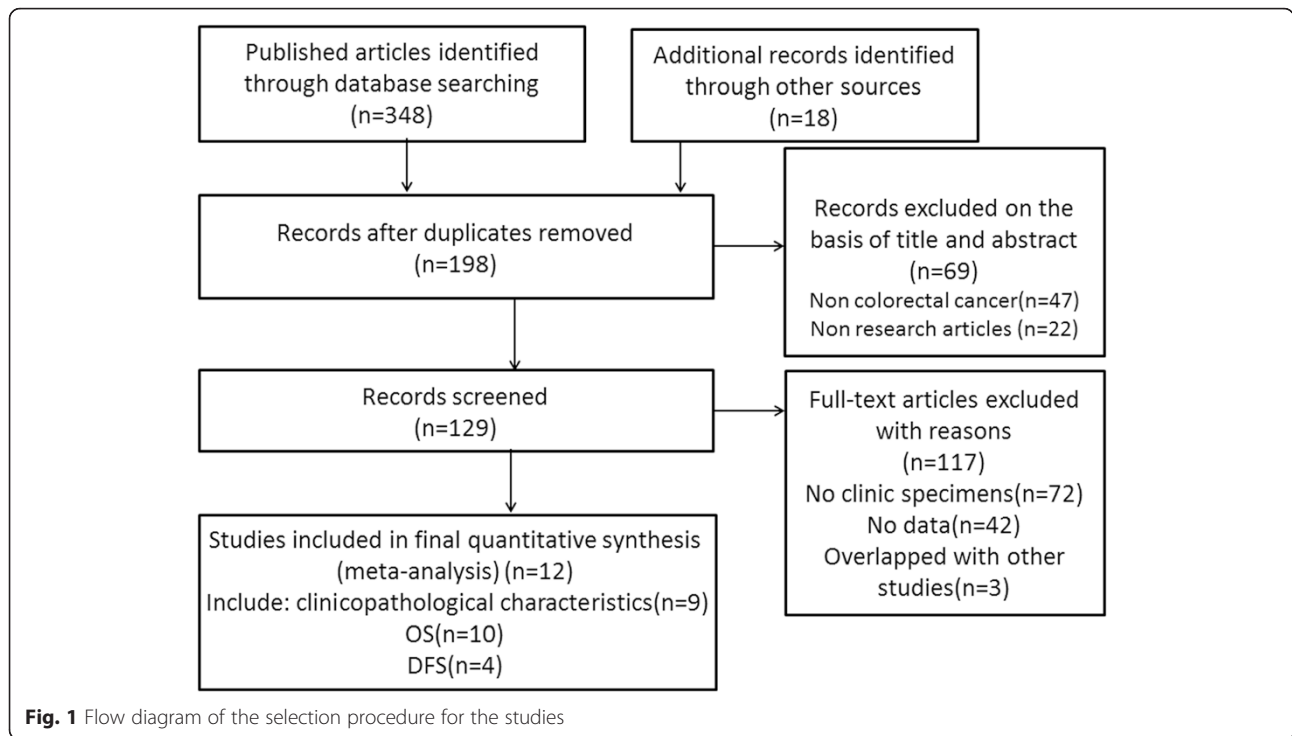 Published articles identified
through database searching
(n=348)
Additional records identified
through other sources
(n=18)
Records after duplicates removed
(n=198)
Records excluded on the
basis of title and abstract
(n=69)
Non colorectal cancer(n=47)
Non research articles (n=22)
Records screened
(n=129)
Full-text articles excluded
with reasons
(n=117)
No clinic specimens(n=72)
No data(n=42)
Overlapped with other
studies(n=3)
Studies included in final quantitative synthesis
(meta-analysis) (n=12)
Include: clinicopathological characteristics(n=9)
OS(n=10)
DFS(n=4)
Fig. 1 Flow diagram of the selection procedure for the studies